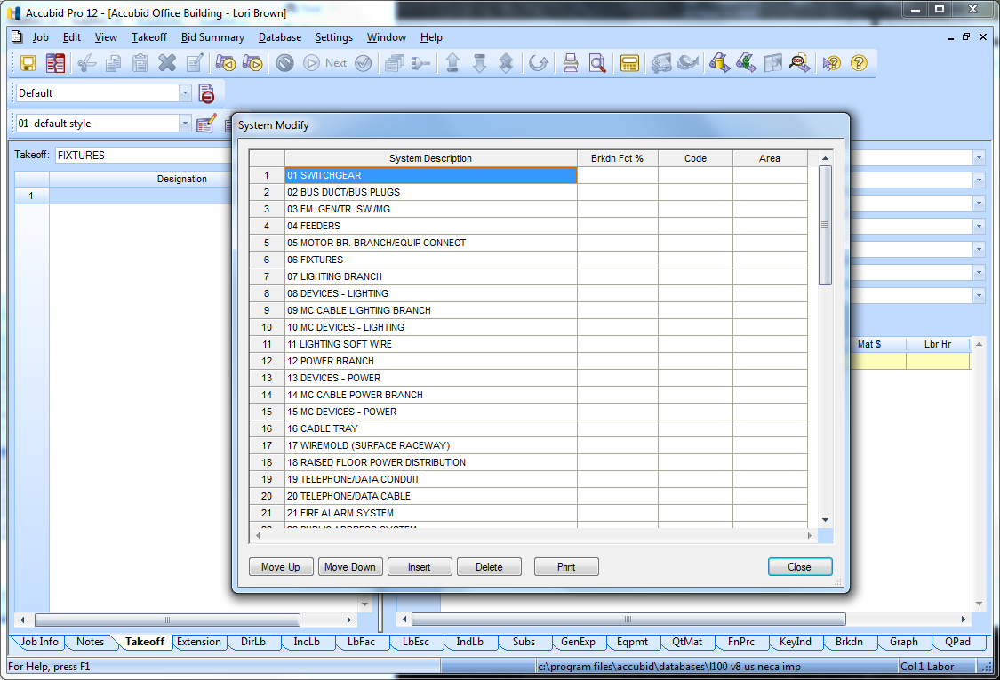 Accubid Pro 12 - [Accubid Office Building - Lori Brown]
Job Edit View Takeoff Bid Summary Database Settings Window Help
Next
Default
01-default style
System Modify
Takeoff: FIXTURES
Designation
1
System Description Brkdn Fct % Code Area
1 01 SWITCHGEAR
2 02 BUS DUCT/BUS PLUGS
3 03 EM. GEN/TR. SW./MG
4 04 FEEDERS
5 05 MOTOR BR. BRANCH/EQUIP CONNECT
6 06 FIXTURES
7 07 LIGHTING BRANCH
8 08 DEVICES - LIGHTING
9 09 MC CABLE LIGHTING BRANCH
10 10 MC DEVICES - LIGHTING
11 11 LIGHTING SOFT WIRE
12 12 POWER BRANCH
13 13 DEVICES - POWER
14 14 MC CABLE POWER BRANCH
15 15 MC DEVICES - POWER
16 16 CABLE TRAY
17 17 WIREMOLD (SURFACE RACEWAY)
18 18 RAISED FLOOR POWER DISTRIBUTION
19 19 TELEPHONE/DATA CONDUIT
20 20 TELEPHONE/DATA CABLE
21 21 FIRE ALARM SYSTEM
22 22 PUBLIC ADDRESS SYSTEM
Mat $ Lbr Hr
Move Up Move Down Insert Delete Print Close
Job Info Notes Takeoff Extension DirLb IncLb LbFac LbEsc IndLb Subs GenExp Eqpmt QtMat FnPrc KeyInd Brkdn Graph QPad
For Help, press F1 c:\program files\accubid\databases\l100 v8 us neca imp Col 1 Labor